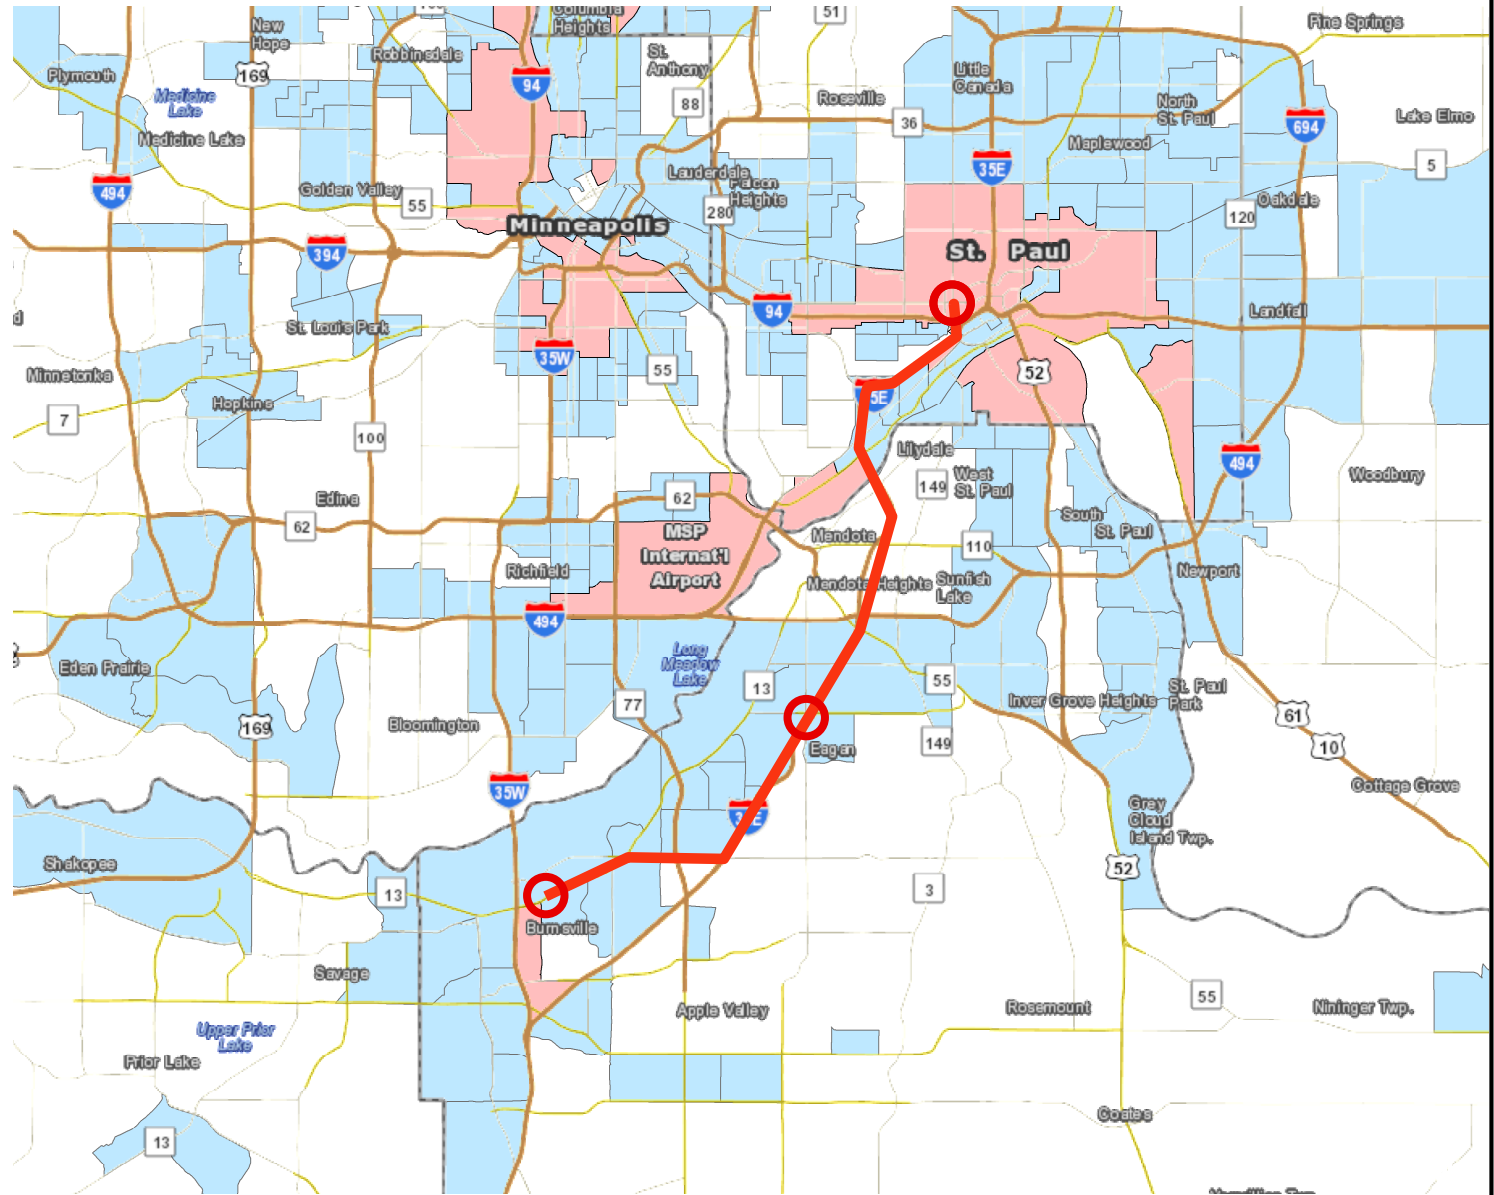 51
Columbia
Heights
Pine Springs
New
Hope
Robbinsdale
St.
Anthony
Plymouth
169
94
Little
Canada
Medicine
Lake
88
Roseville
36
North
St. Paul
694
Lake Elmo
Medicine Lake
Maplewood
35E
5
494
Golden Valley
55
Lauderdale
Falcon
Heights
280
120
Oakdale
Minneapolis
394
St. Paul
94
Landfall
St. Louis Park
35W
55
52
Minnetonka
Hopkins
7
5E
100
Lilydale
494
149
West
St. Paul
Woodbury
Edina
62
62
South
St. Paul
MSP
Internat'l
Airport
Mendota
110
Richfield
Mendota Heights
Sunfish
Lake
Newport
494
Long
Meadow
Lake
Eden Prairie
13
55
77
Inver Grove Heights
St. Paul
Park
169
Bloomington
61
149
10
Eagan
35W
Cottage Grove
Grey
Cloud
Island Twp.
Shakopee
52
13
3
Burnsville
Savage
55
Apple Valley
Rosemount
Nininger Twp.
Upper Prior
Lake
Prior Lake
Coates
13